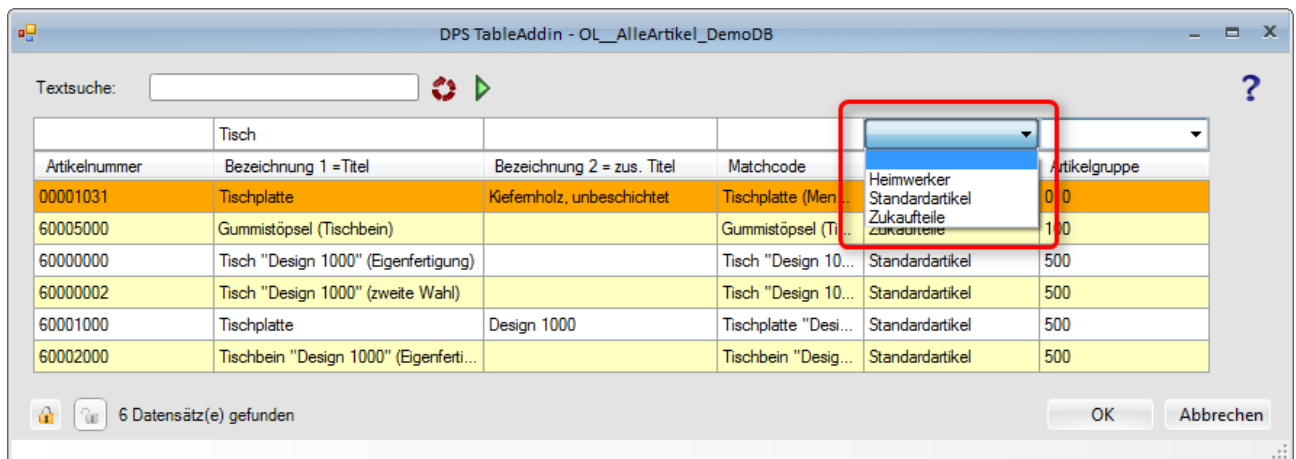 DPS TableAddin - OL__AlleArtikel_DemoDB
Textsuche:
?
Tisch
Artikelnummer Bezeichnung 1 =Titel Bezeichnung 2 = zus. Titel Matchcode Artikelgruppe
Heimwerker
Standardartikel
Zukaufteile
00001031 Tischplatte Kiefernholz, unbeschichtet Tischplatte (Men...
60005000 Gummistöpsel (Tischbein) Gummistöpsel (Ti... Zukaufteile 100
60000000 Tisch "Design 1000" (Eigenfertigung) Tisch "Design 10... Standardartikel 500
60000002 Tisch "Design 1000" (zweite Wahl) Tisch "Design 10... Standardartikel 500
60001000 Tischplatte Design 1000 Tischplatte "Desi... Standardartikel 500
60002000 Tischbein "Design 1000" (Eigenferti... Tischbein "Desig... Standardartikel 500
6 Datensätz(e) gefunden
OK Abbrechen